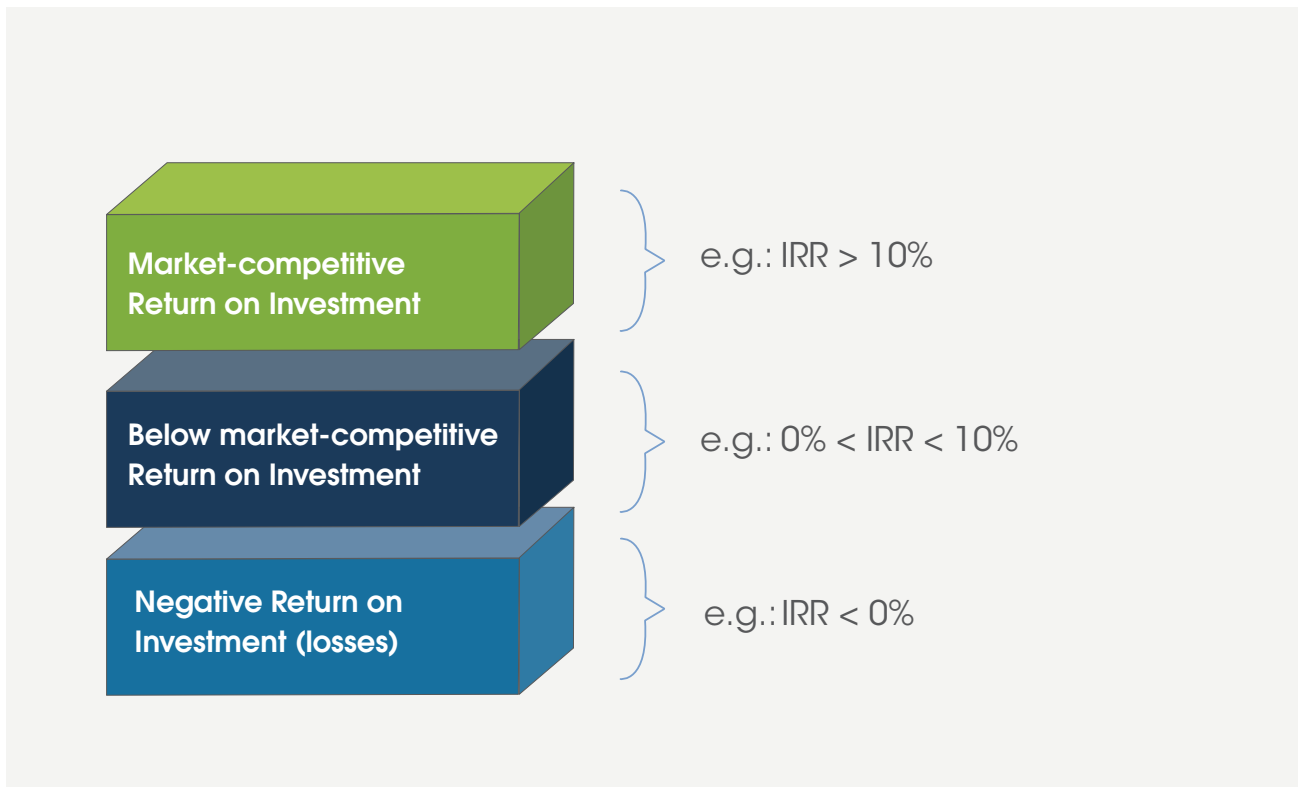 Market-competitive
Return on Investment
e.g.: IRR > 10%
Below market-competitive
Return on Investment
e.g.: 0% < IRR < 10%
Negative Return on
Investment (losses)
e.g.: IRR < 0%